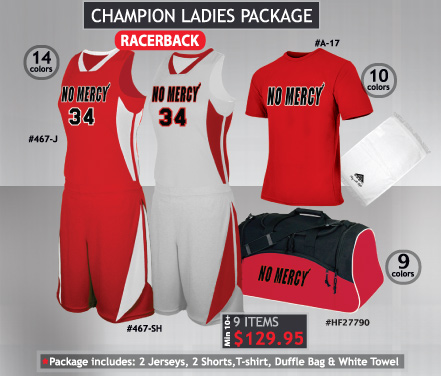 CHAMPION LADIES PACKAGE
RACERBACK
14
colors
#A-17
10
colors
NO MERCY
34
NO MERCY
34
NO MERCY
#467-J
NO MERCY
9
colors
#467-SH
#HF27790
Min 10+
9 ITEMS
$129.95
Package includes: 2 Jerseys, 2 Shorts,T-shirt, Duffle Bag & White Towel